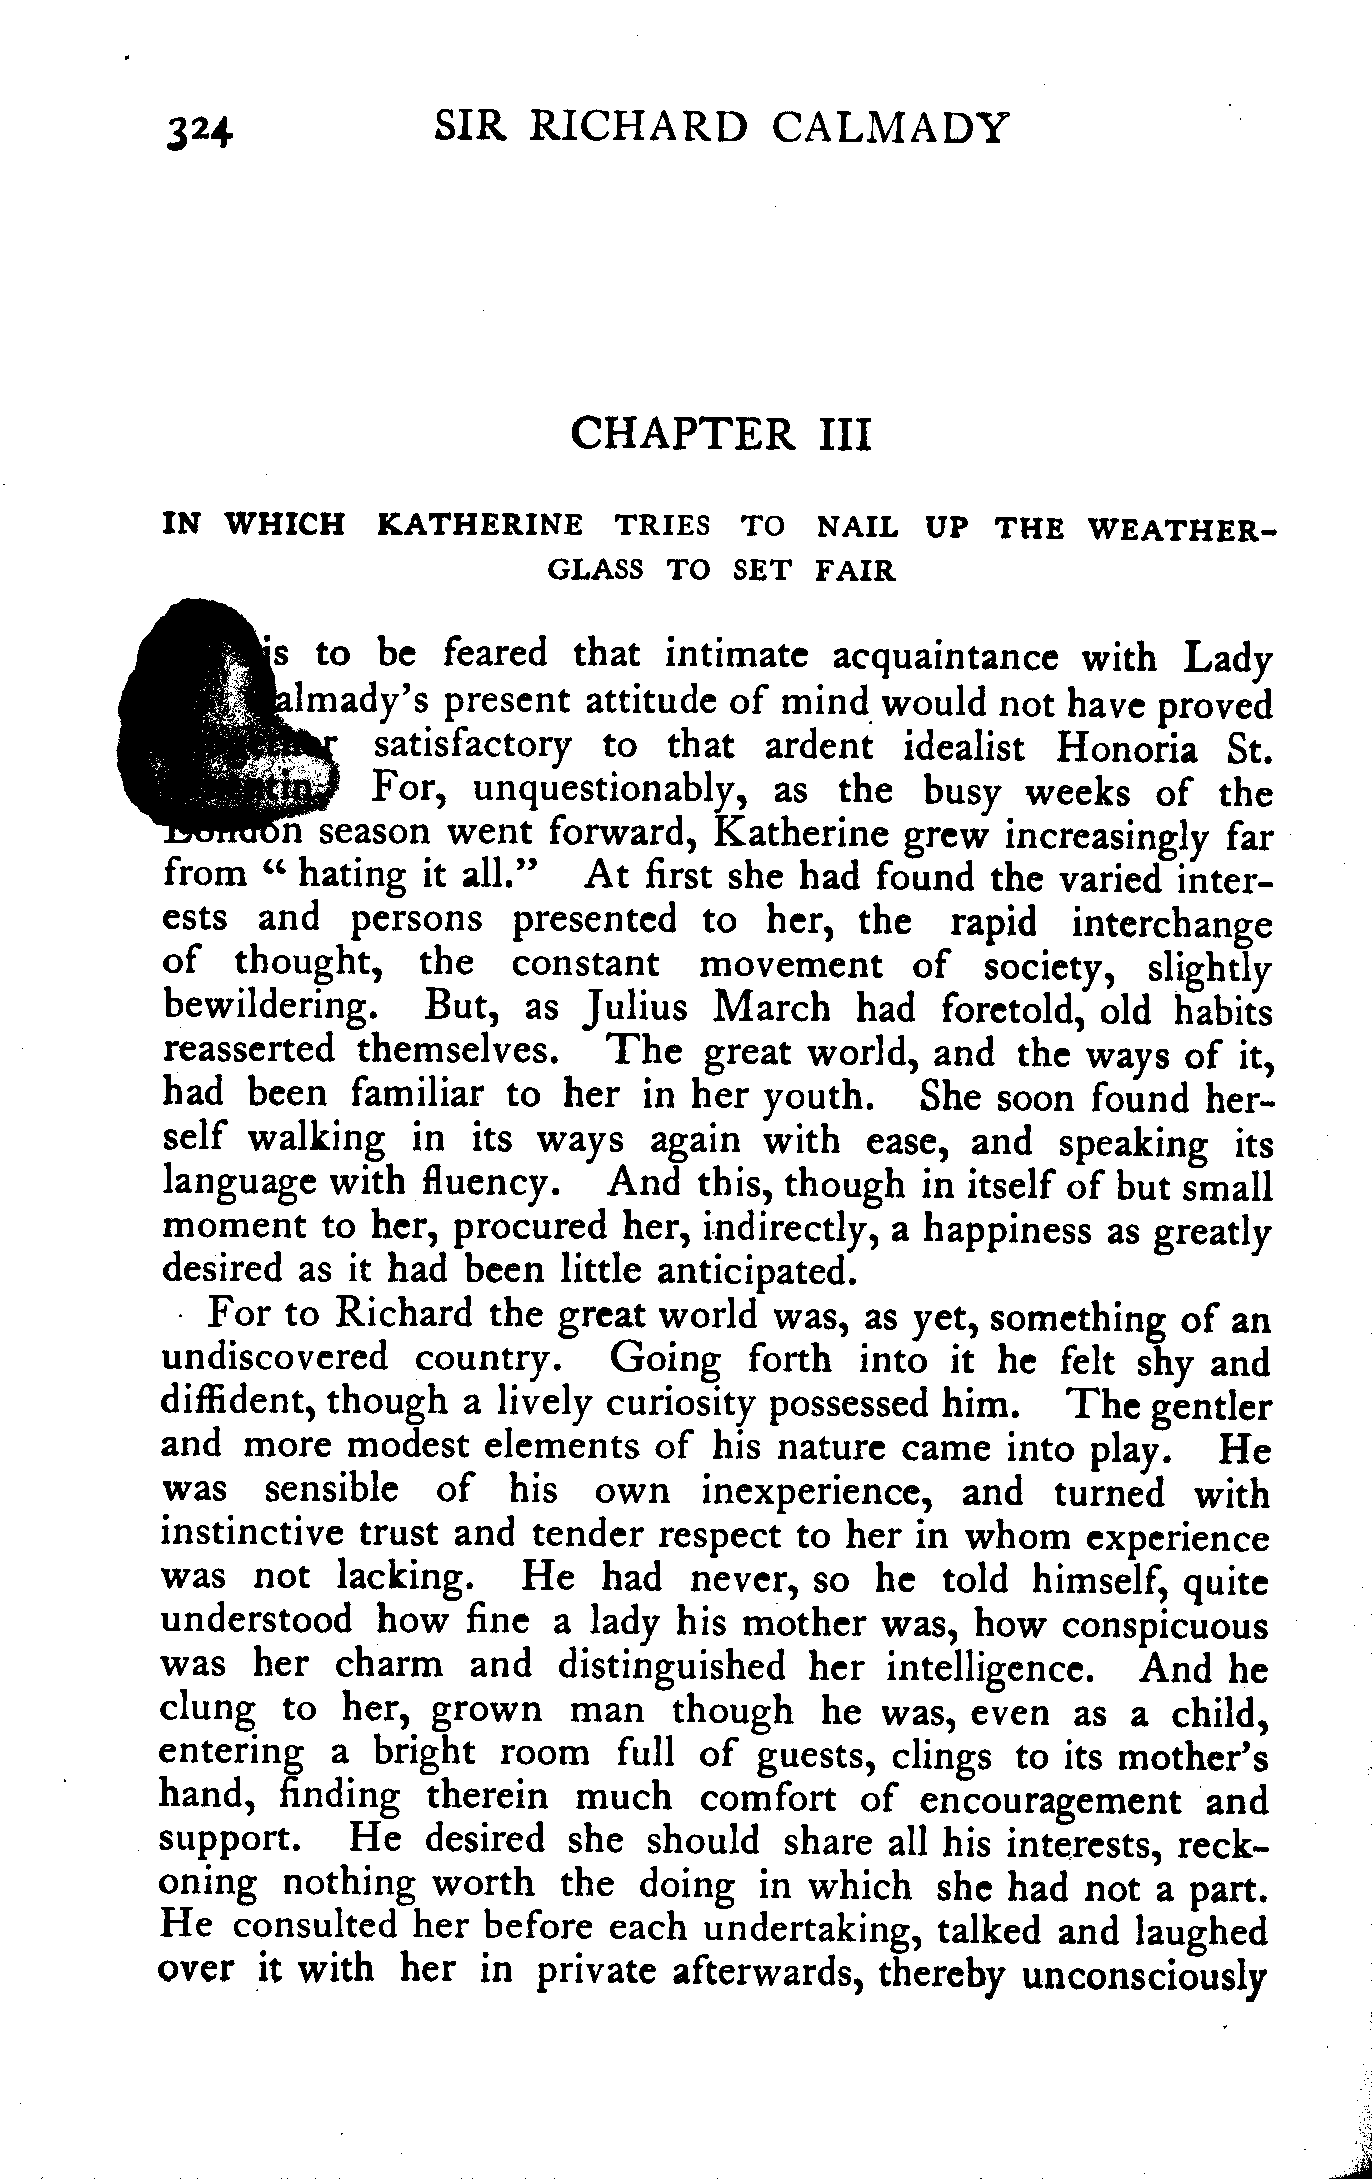 324 SIR RICHARD CALMADY
CHAPTER III
IN WHICH KATHERINE TRIES TO NAIL UP THE WEATHER-
GLASS TO SET FAIR
is to be feared that intimate acquaintance with Lady
almady's present attitude of mind would not have proved
satisfactory to that ardent idealist Honoria St.
For, unquestionably, as the busy weeks of the
London season went forward, Katherine grew increasingly far
from “ hating it all.” At first she had found the varied inter-
ests and persons presented to her, the rapid interchange
of thought, the constant movement of society, slightly
bewildering. But, as Julius March had foretold, old habits
reasserted themselves. The great world, and the ways of it,
had been familiar to her in her youth. She soon found her-
self walking in its ways again with ease, and speaking its
language with fluency. And this, though in itself of but small
moment to her, procured her, indirectly, a happiness as greatly
desired as it had been little anticipated.
For to Richard the great world was, as yet, something of an
undiscovered country. Going forth into it he felt shy and
diffident, though a lively curiosity possessed him. The gentler
and more modest elements of his nature came into play. He
was sensible of his own inexperience, and turned with
instinctive trust and tender respect to her in whom experience
was not lacking. He had never, so he told himself, quite
understood how fine a lady his mother was, how conspicuous
was her charm and distinguished her intelligence. And he
clung to her, grown man though he was, even as a child,
entering a bright room full of guests, clings to its mother's
hand, finding therein much comfort of encouragement and
support. He desired she should share all his interests, reck-
oning nothing worth the doing in which she had not a part.
He consulted her before each undertaking, talked and laughed
over it with her in private afterwards, thereby unconsciously